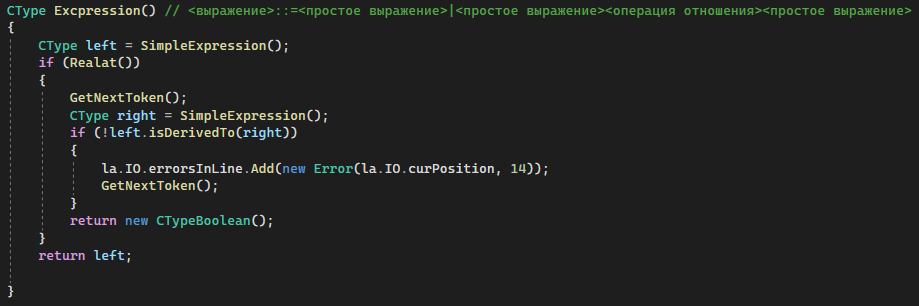 CType Excpression() // <выражение>::=<простое выражение>|<простое выражение><операция отношения><простое выражение>
{
CType left = SimpleExpression();
if (Realat())
{
GetNextToken();
CType right = SimpleExpression();
if (!left.isDerivedTo(right))
{
la.IO.errorsInLine.Add(new Error(la.IO.curPosition, 14));
GetNextToken();
}
return new CTypeBoolean();
}
return left;
}